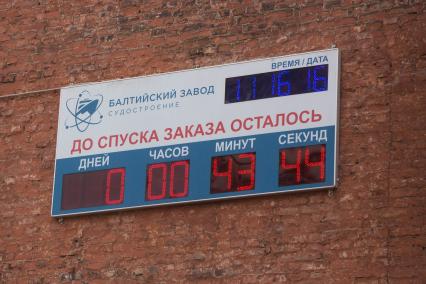 ВРЕМЯ / ДАТА
БАЛТИЙСКИЙ ЗАВОД
СУДОСТРОЕНИЕ
11:16
ДО СПУСКА ЗАКАЗА ОСТАЛОСЬ
ДНЕЙ ЧАСОВ МИНУТ СЕКУНД
0 00 43 44